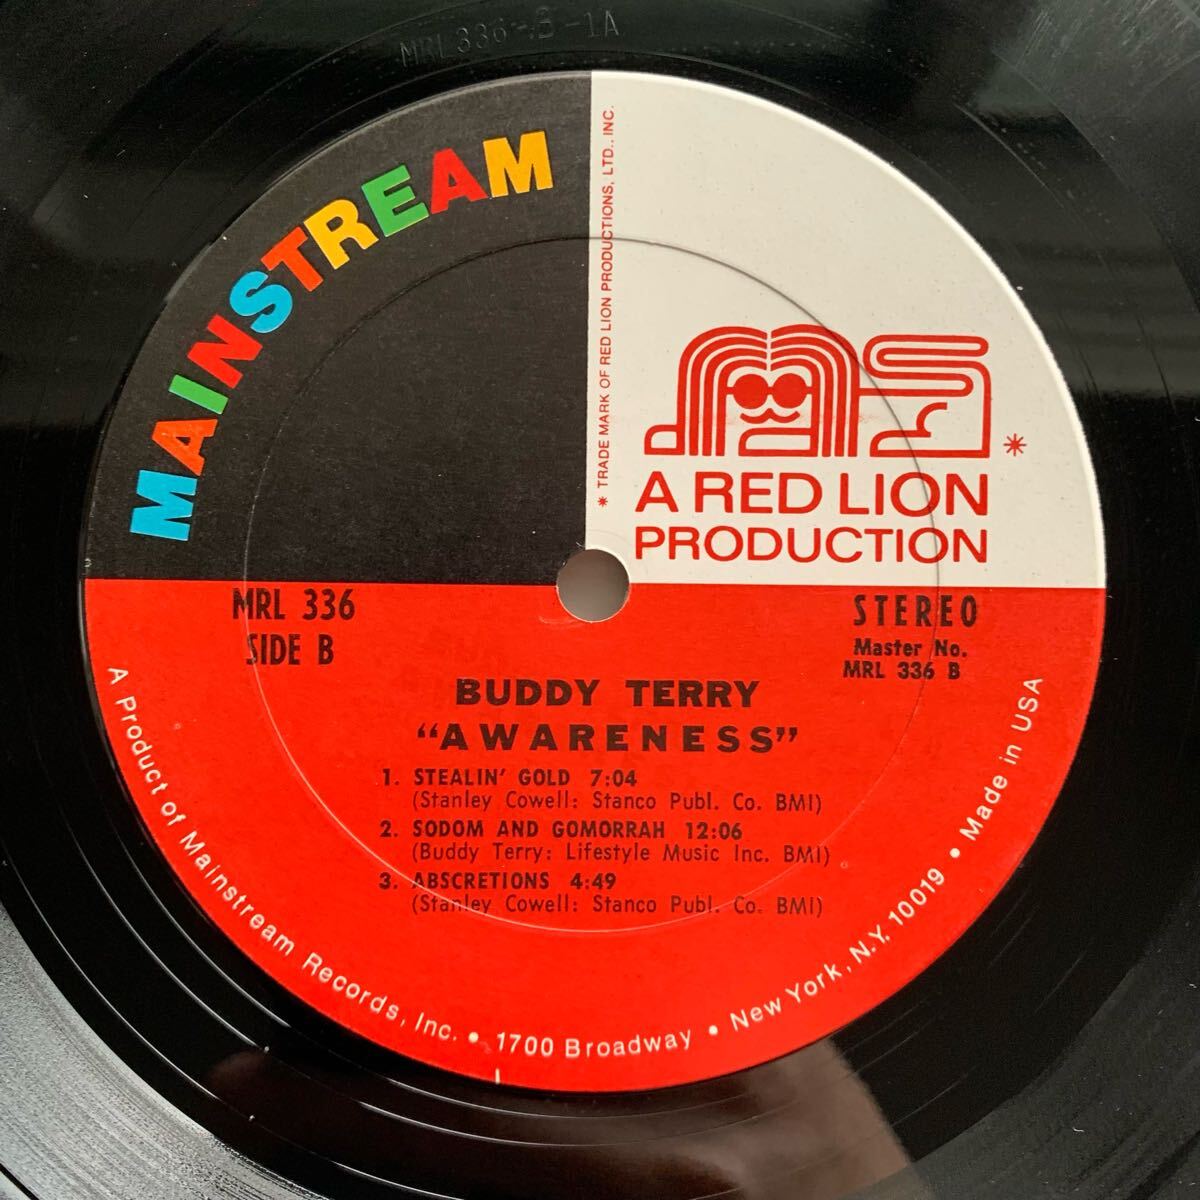 MRL 336-B-1A
MAINSTREAM
* TRADE MARK OF RED LION PRODUCTIONS, LTD., INC.
*
A RED LION
PRODUCTION
MRL 336
SIDE B
STEREO
Master No.
MRL 336 B
BUDDY TERRY
“AWARENESS”
1. STEALIN' GOLD 7:04
(Stanley Cowell: Stanco Publ. Co. BMI)
2. SODOM AND GOMORRAH 12:06
(Buddy Terry: Lifestyle Music Inc. BMI)
3. ABSCRETIONS 4:49
(Stanley Cowell: Stanco Publ. Co. BMI)
A Product of Mainstream Records, Inc. • 1700 Broadway • New York, N.Y. 10019 • Made in USA